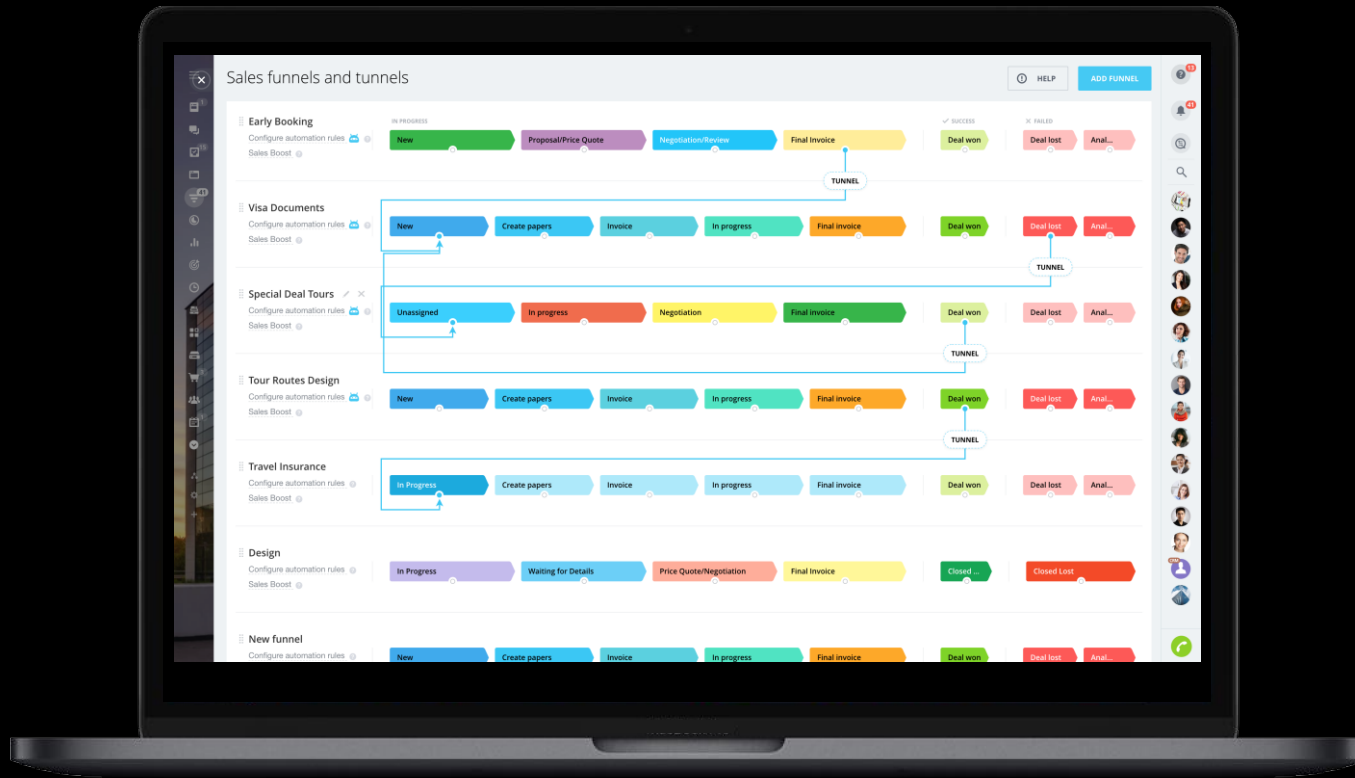 Sales funnels and tunnels
HELP
ADD FUNNEL
13
41
1
15
41
Early Booking
Configure automation rules
Sales Boost
IN PROGRESS
SUCCESS
FAILED
New
Proposal/Price Quote
Negotiation/Review
Final Invoice
Deal won
Deal lost
Anal...
TUNNEL
Visa Documents
Configure automation rules
Sales Boost
New
Create papers
Invoice
In progress
Final invoice
Deal won
Deal lost
Anal...
TUNNEL
Special Deal Tours
Configure automation rules
Sales Boost
Unassigned
In progress
Negotiation
Final invoice
Deal won
Deal lost
Anal...
TUNNEL
Tour Routes Design
Configure automation rules
Sales Boost
New
Create papers
Invoice
In progress
Final invoice
Deal won
Deal lost
Anal...
TUNNEL
Travel Insurance
Configure automation rules
Sales Boost
In Progress
Create papers
Invoice
In progress
Final invoice
Deal won
Deal lost
Anal...
Design
Configure automation rules
Sales Boost
In Progress
Waiting for Details
Price Quote/Negotiation
Final Invoice
Closed ...
Closed Lost
New funnel
Configure automation rules
New
Create papers
Invoice
In progress
Final invoice
Deal won
Deal lost
Anal...